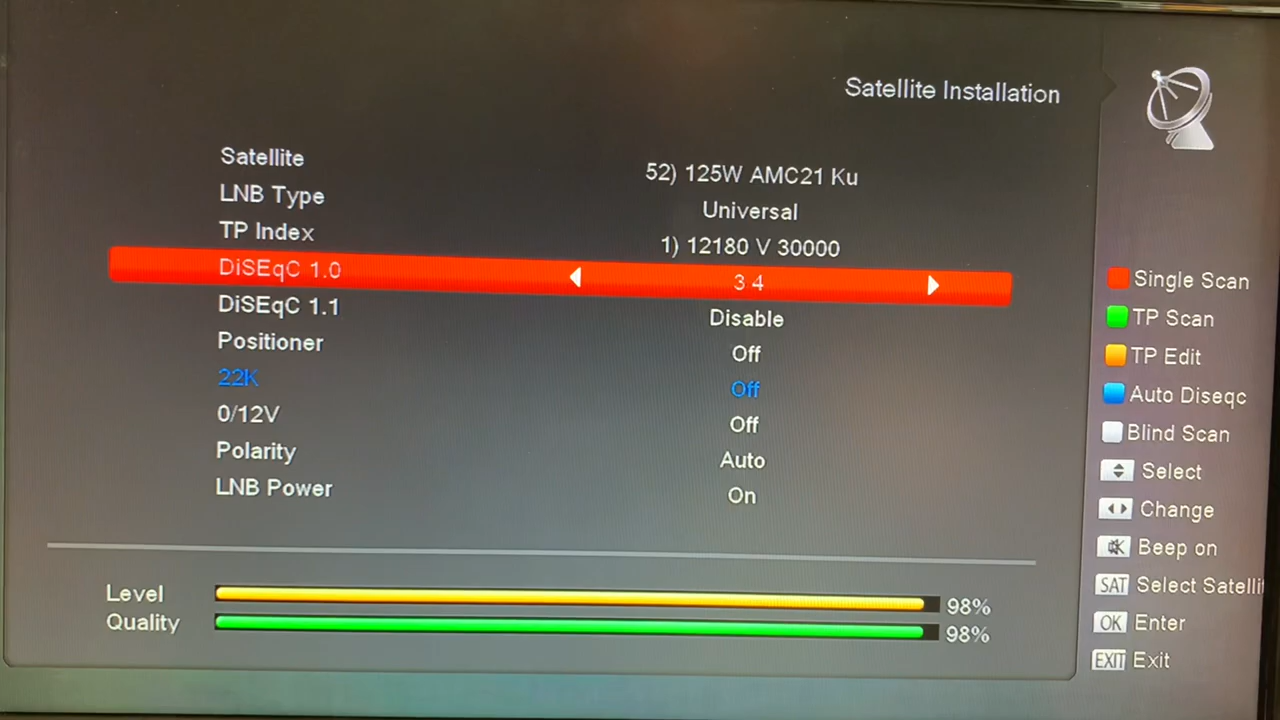 Satellite Installation
Satellite 52) 125W AMC21 Ku
LNB Type Universal
TP Index 1) 12180 V 30000
DiSEqC 1.0 3 4
DiSEqC 1.1 Disable
Positioner Off
22K Off
0/12V Off
Polarity Auto
LNB Power On
Level 98%
Quality 98%
Single Scan
TP Scan
TP Edit
Auto Diseqc
Blind Scan
Select
Change
Beep on
SAT Select Satelli
OK Enter
EXIT Exit